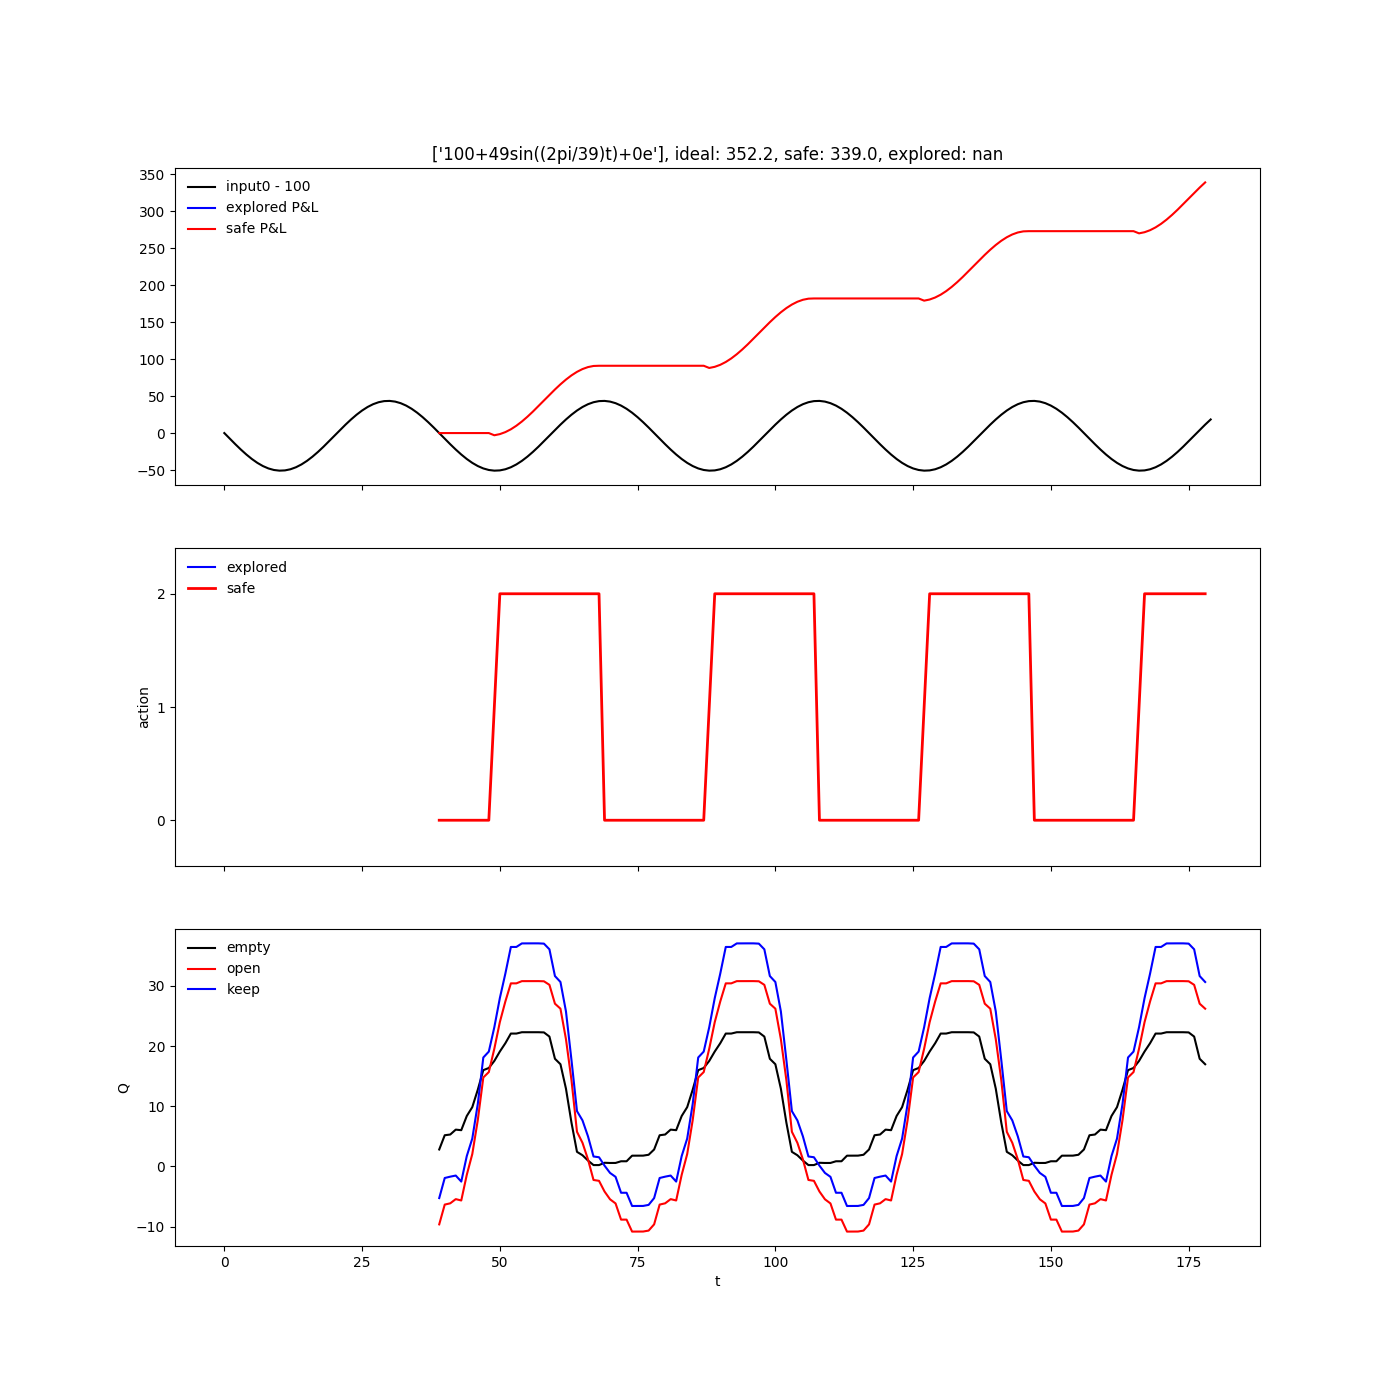 ['100+49sin((2pi/39)t)+0e'], ideal: 352.2, safe: 339.0, explored: nan
350
300
250
200
150
100
50
0
−50
input0 - 100
explored P&L
safe P&L
2
1
0
action
explored
safe
30
20
10
0
−10
Q
empty
open
keep
0 25 50 75 100 125 150 175
t